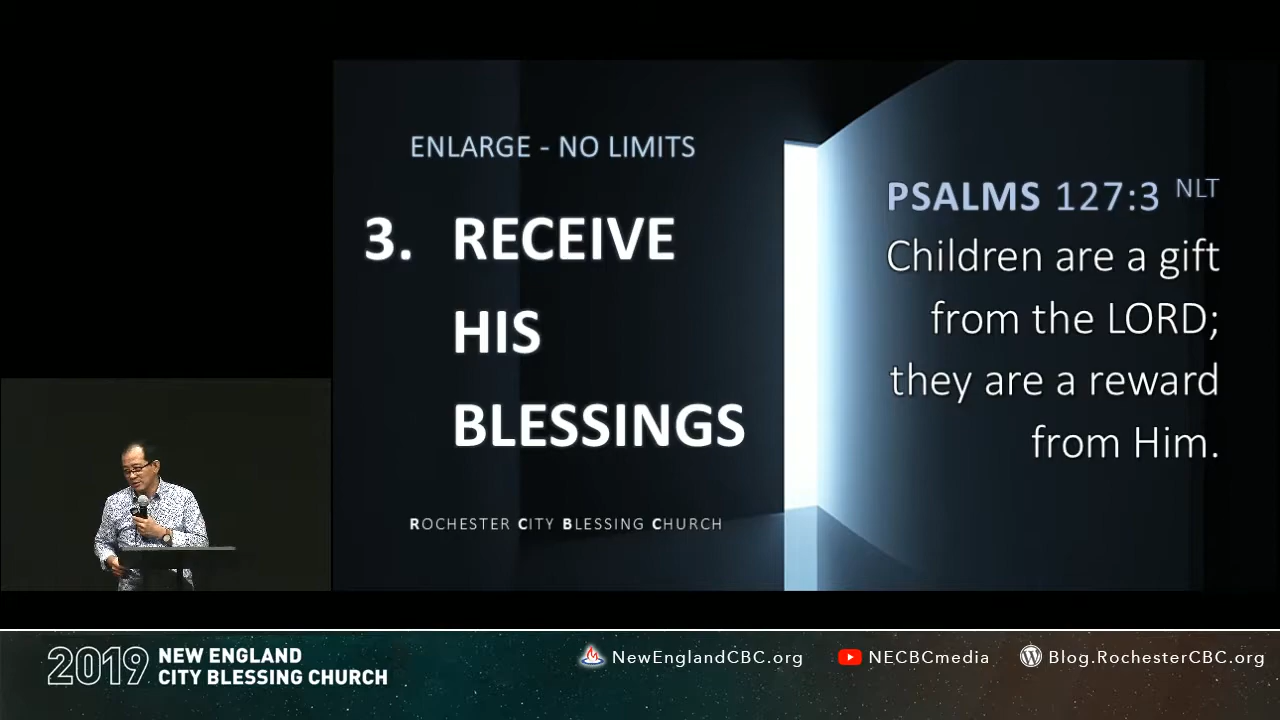 ENLARGE - NO LIMITS
3. RECEIVE
HIS
BLESSINGS
ROCHESTER CITY BLESSING CHURCH
PSALMS 127:3 NLT
Children are a gift
from the LORD;
they are a reward
from Him.
2019 NEW ENGLAND
CITY BLESSING CHURCH
NewEnglandCBC.org
NECBCmedia
Blog.RochesterCBC.org